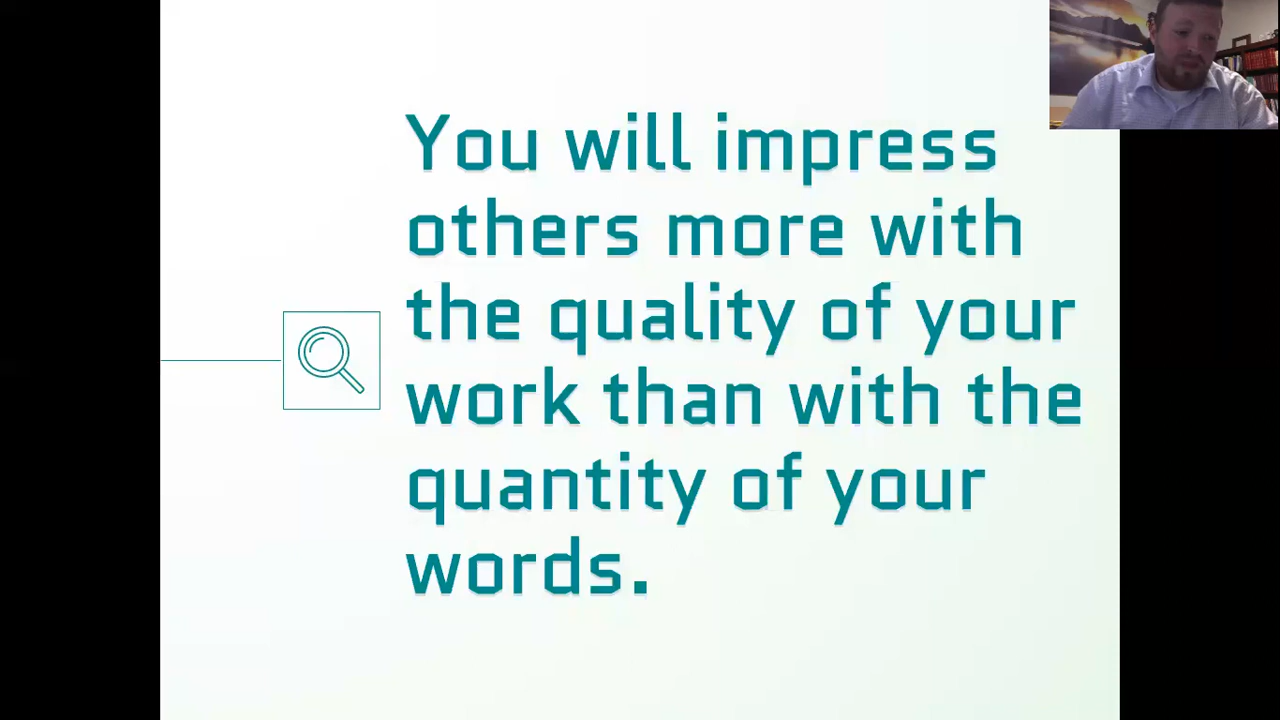 You will impress
others more with
the quality of your
work than with the
quantity of your
words.